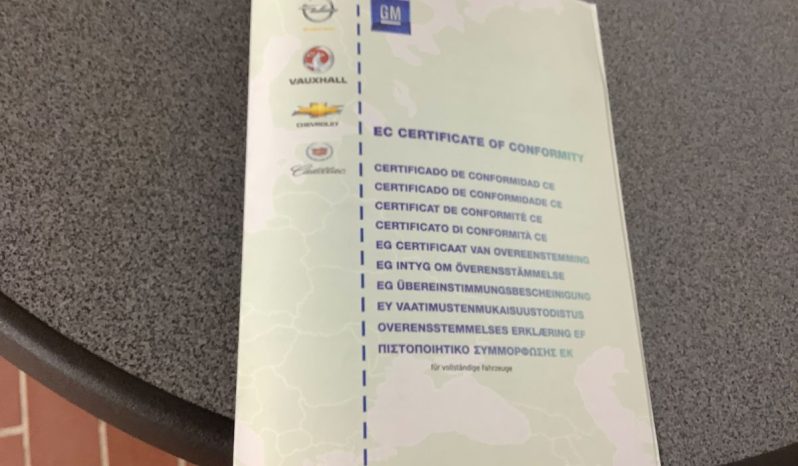 GM
VAUXHALL
CHEVROLET
Cadillac
EC CERTIFICATE OF CONFORMITY
CERTIFICADO DE CONFORMIDAD CE
CERTIFICADO DE CONFORMIDADE CE
CERTIFICAT DE CONFORMITÉ CE
CERTIFICATO DI CONFORMITÀ CE
EG CERTIFICAAT VAN OVEREENSTEMMING
EG INTYG OM ÖVERENSSTÄMMELSE
EG ÜBEREINSTIMMUNGSBESCHEINIGUNG
EY VAATIMUSTENMUKAISUUSTODISTUS
OVERENSSTEMMELSES ERKLÆRING EF
ΠΙΣΤΟΠΟΙΗΤΙΚΟ ΣΥΜΜΟΡΦΩΣΗΣ ΕΚ
für vollständige Fahrzeuge